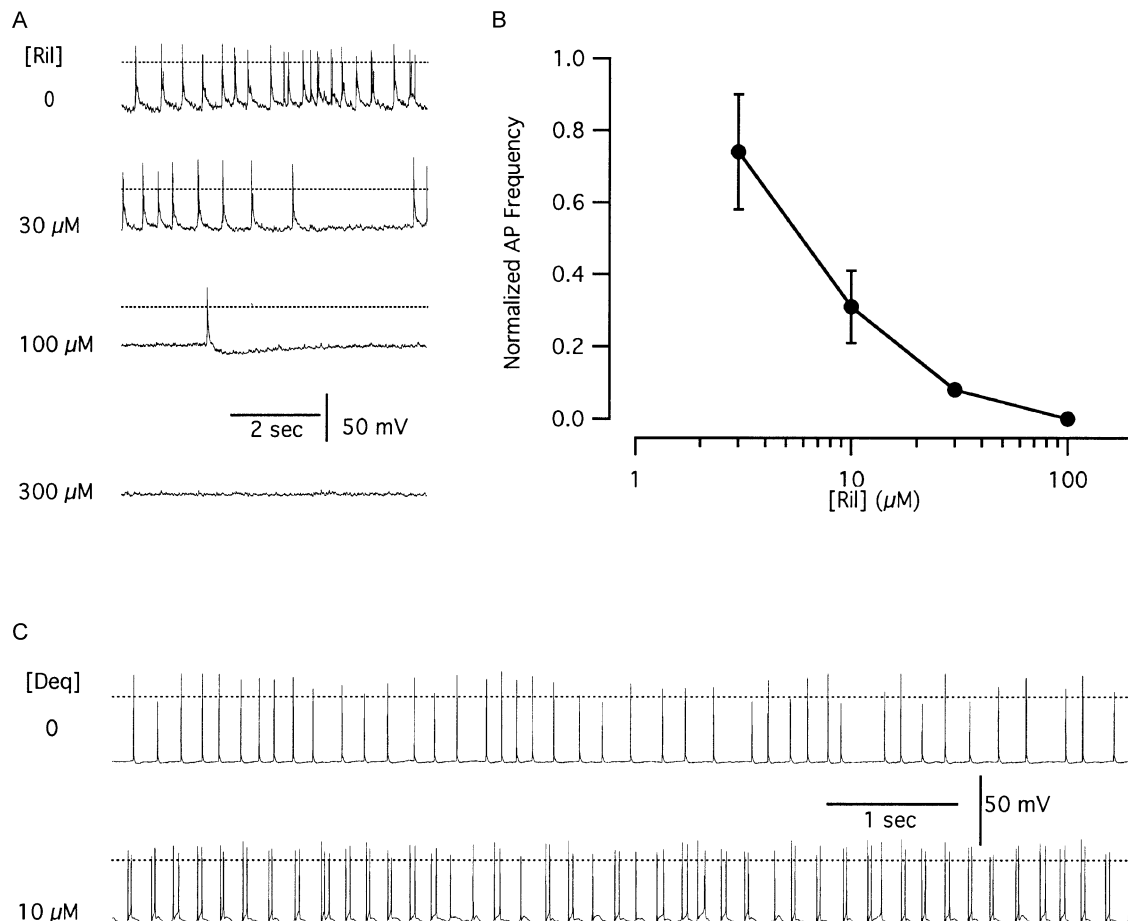 A
[Ril]
0
30 µM
100 µM
2 sec
50 mV
300 µM
B
Normalized AP Frequency
1.0
0.8
0.6
0.4
0.2
0.0
1
10
100
[Ril] (µM)
C
[Deq]
0
1 sec
50 mV
10 µM